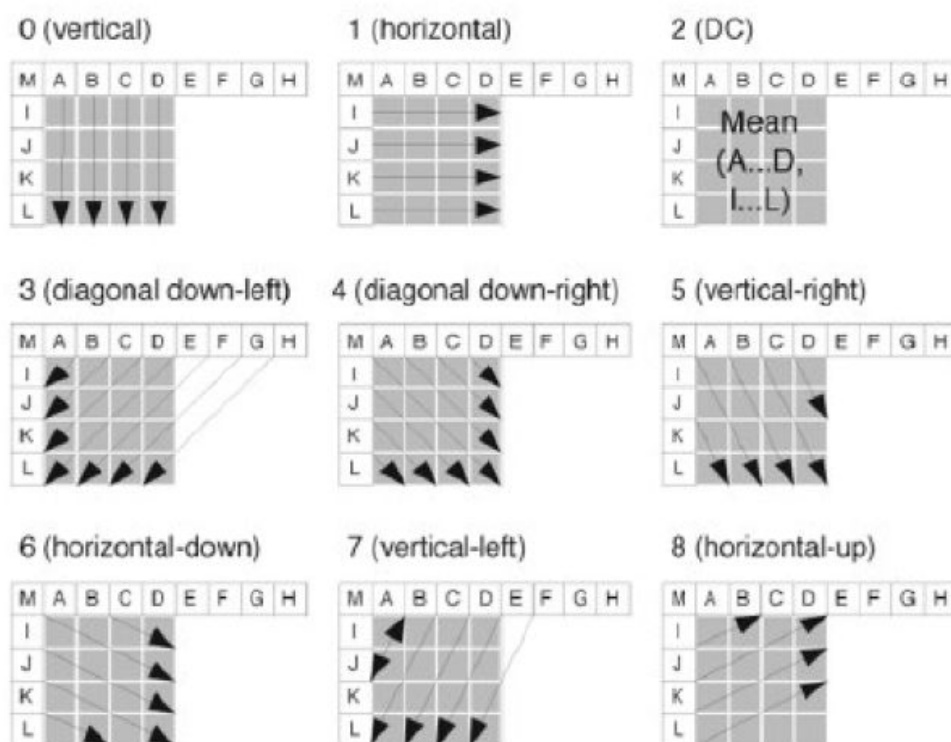 0 (vertical) 1 (horizontal) 2 (DC)
M A B C D E F G H M A B C D E F G H M A B C D E F G H
I I I
J J J
K K K
L L L
Mean
(A...D,
I...L)
3 (diagonal down-left) 4 (diagonal down-right) 5 (vertical-right)
M A B C D E F G H M A B C D E F G H M A B C D E F G H
I I I
J J J
K K K
L L L
6 (horizontal-down) 7 (vertical-left) 8 (horizontal-up)
M A B C D E F G H M A B C D E F G H M A B C D E F G H
I I I
J J J
K K K
L L L